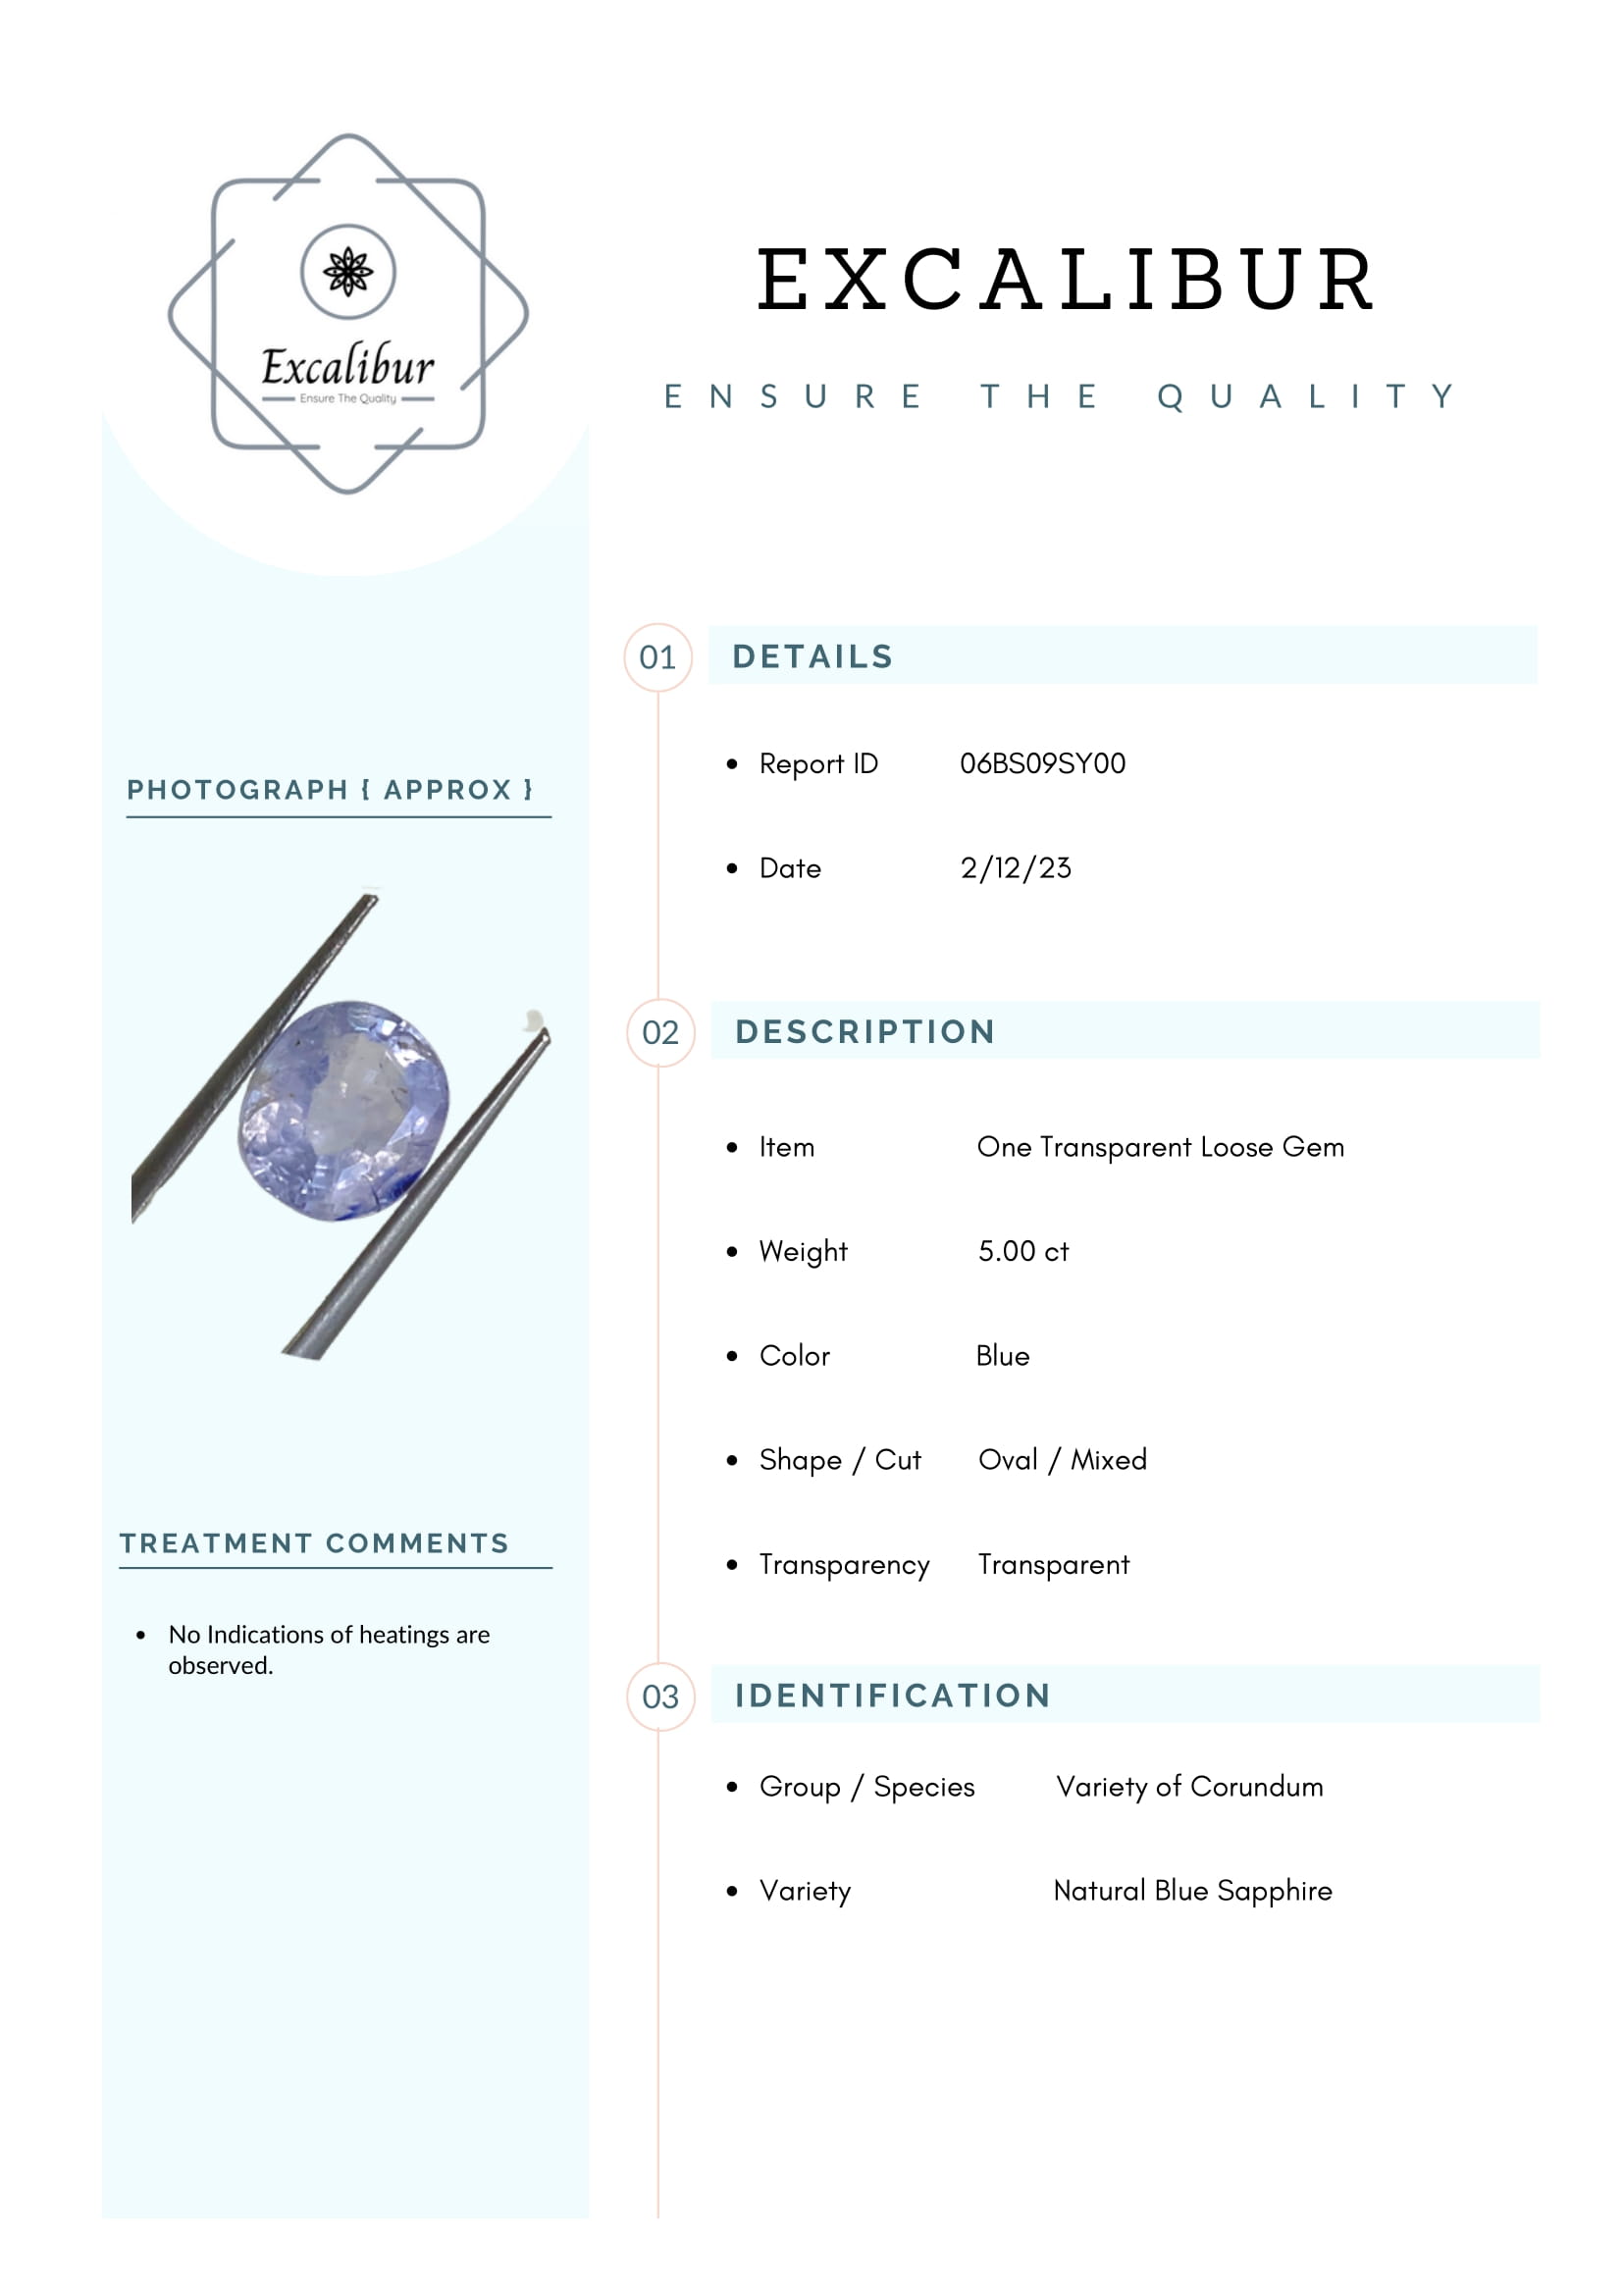 Excalibur
Ensure The Quality
EXCALIBUR
ENSURE THE QUALITY
PHOTOGRAPH { APPROX }
TREATMENT COMMENTS
• No Indications of heatings are
observed.
01 DETAILS
• Report ID 06BS09SY00
• Date 2/12/23
02 DESCRIPTION
• Item One Transparent Loose Gem
• Weight 5.00 ct
• Color Blue
• Shape / Cut Oval / Mixed
• Transparency Transparent
03 IDENTIFICATION
• Group / Species Variety of Corundum
• Variety Natural Blue Sapphire